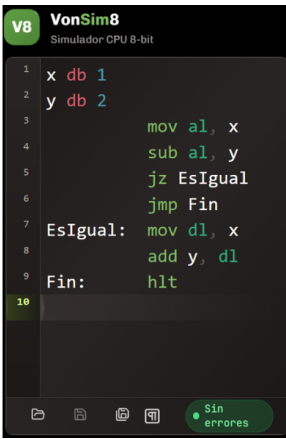 V8 VonSim8
Simulador CPU 8-bit
1 x db 1
2 y db 2
3 mov al, x
4 sub al, y
5 jz EsIgual
6 jmp Fin
7 EsIgual: mov dl, x
8 add y, dl
9 Fin: hlt
10
Sin
errores